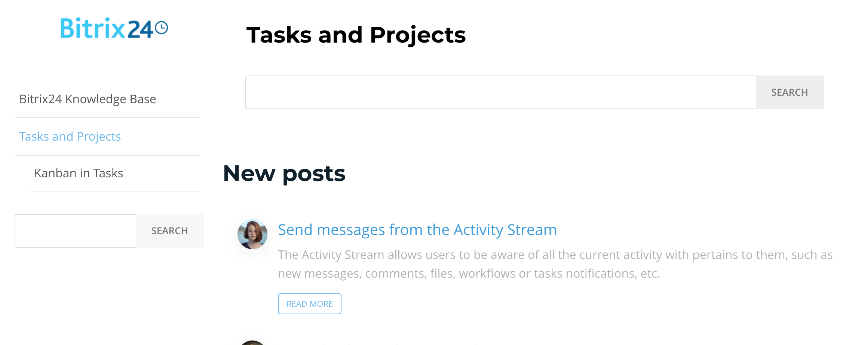 Bitrix24
Tasks and Projects
SEARCH
Bitrix24 Knowledge Base
Tasks and Projects
Kanban in Tasks
SEARCH
New posts
Send messages from the Activity Stream
The Activity Stream allows users to be aware of all the current activity with pertains to them, such as
new messages, comments, files, workflows or tasks notifications, etc.
READ MORE